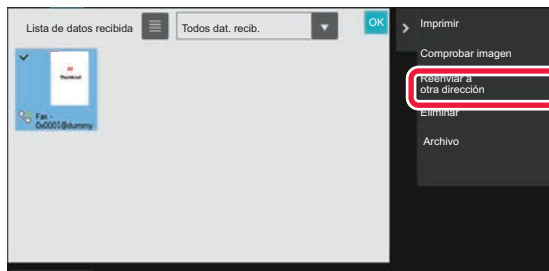 Lista de datos recibida
Todos dat. recib.
OK
Thumbnail
Fax -
0x0001@dummy
Imprimir
Comprobar imagen
Reenviar a
otra dirección
Eliminar
Archivo